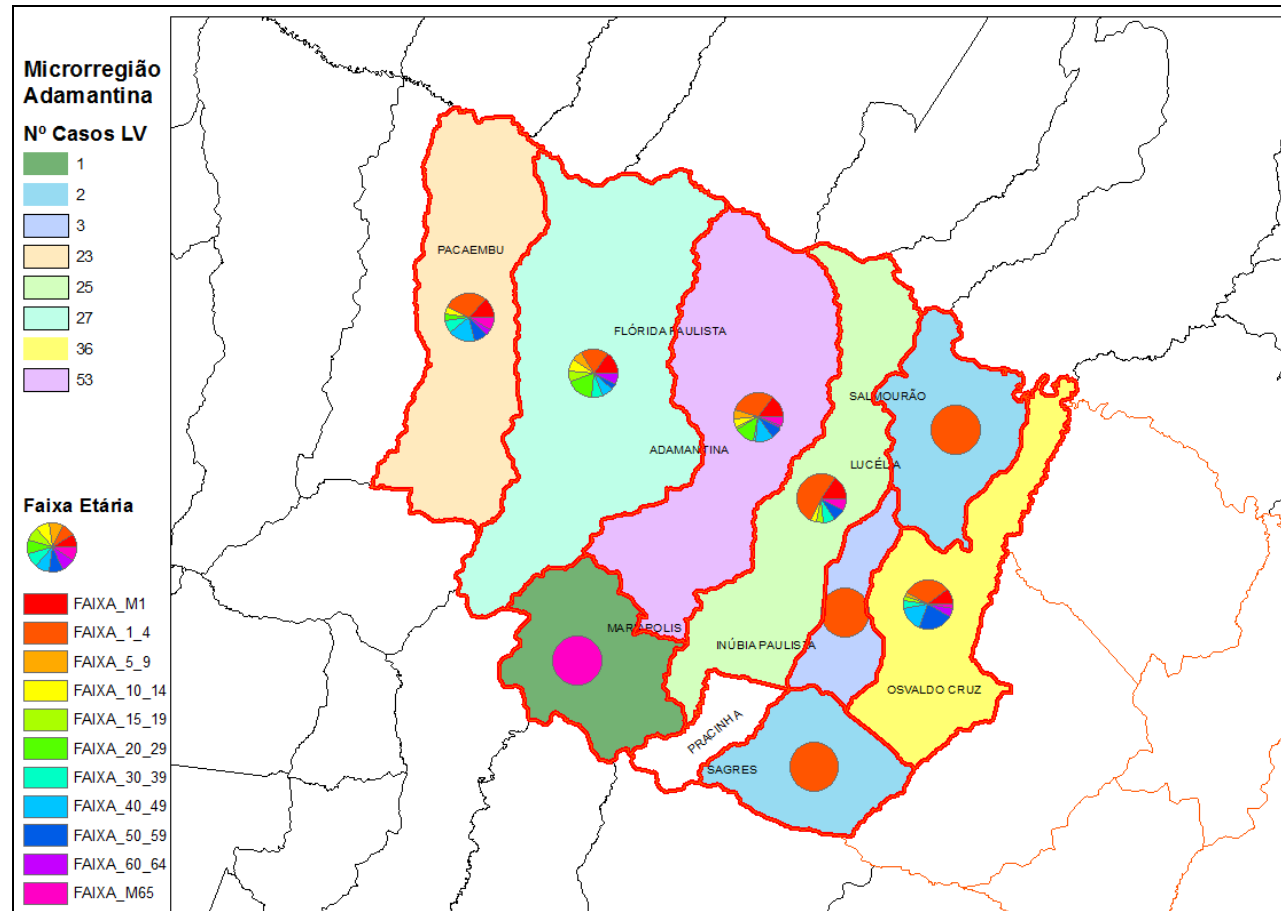 Microrregião
Adamantina
Nº Casos LV
1
2
3
23
25
27
36
53
Faixa Etária
FAIXA_M1
FAIXA_1_4
FAIXA_5_9
FAIXA_10_14
FAIXA_15_19
FAIXA_20_29
FAIXA_30_39
FAIXA_40_49
FAIXA_50_59
FAIXA_60_64
FAIXA_M65
PACAEMBU
FLÓRIDA PAULISTA
SALMOURÃO
ADAMANTINA
LUCÉLIA
MARIÁPOLIS
INÚBIA PAULISTA
OSVALDO CRUZ
PRACINHA
SAGRES